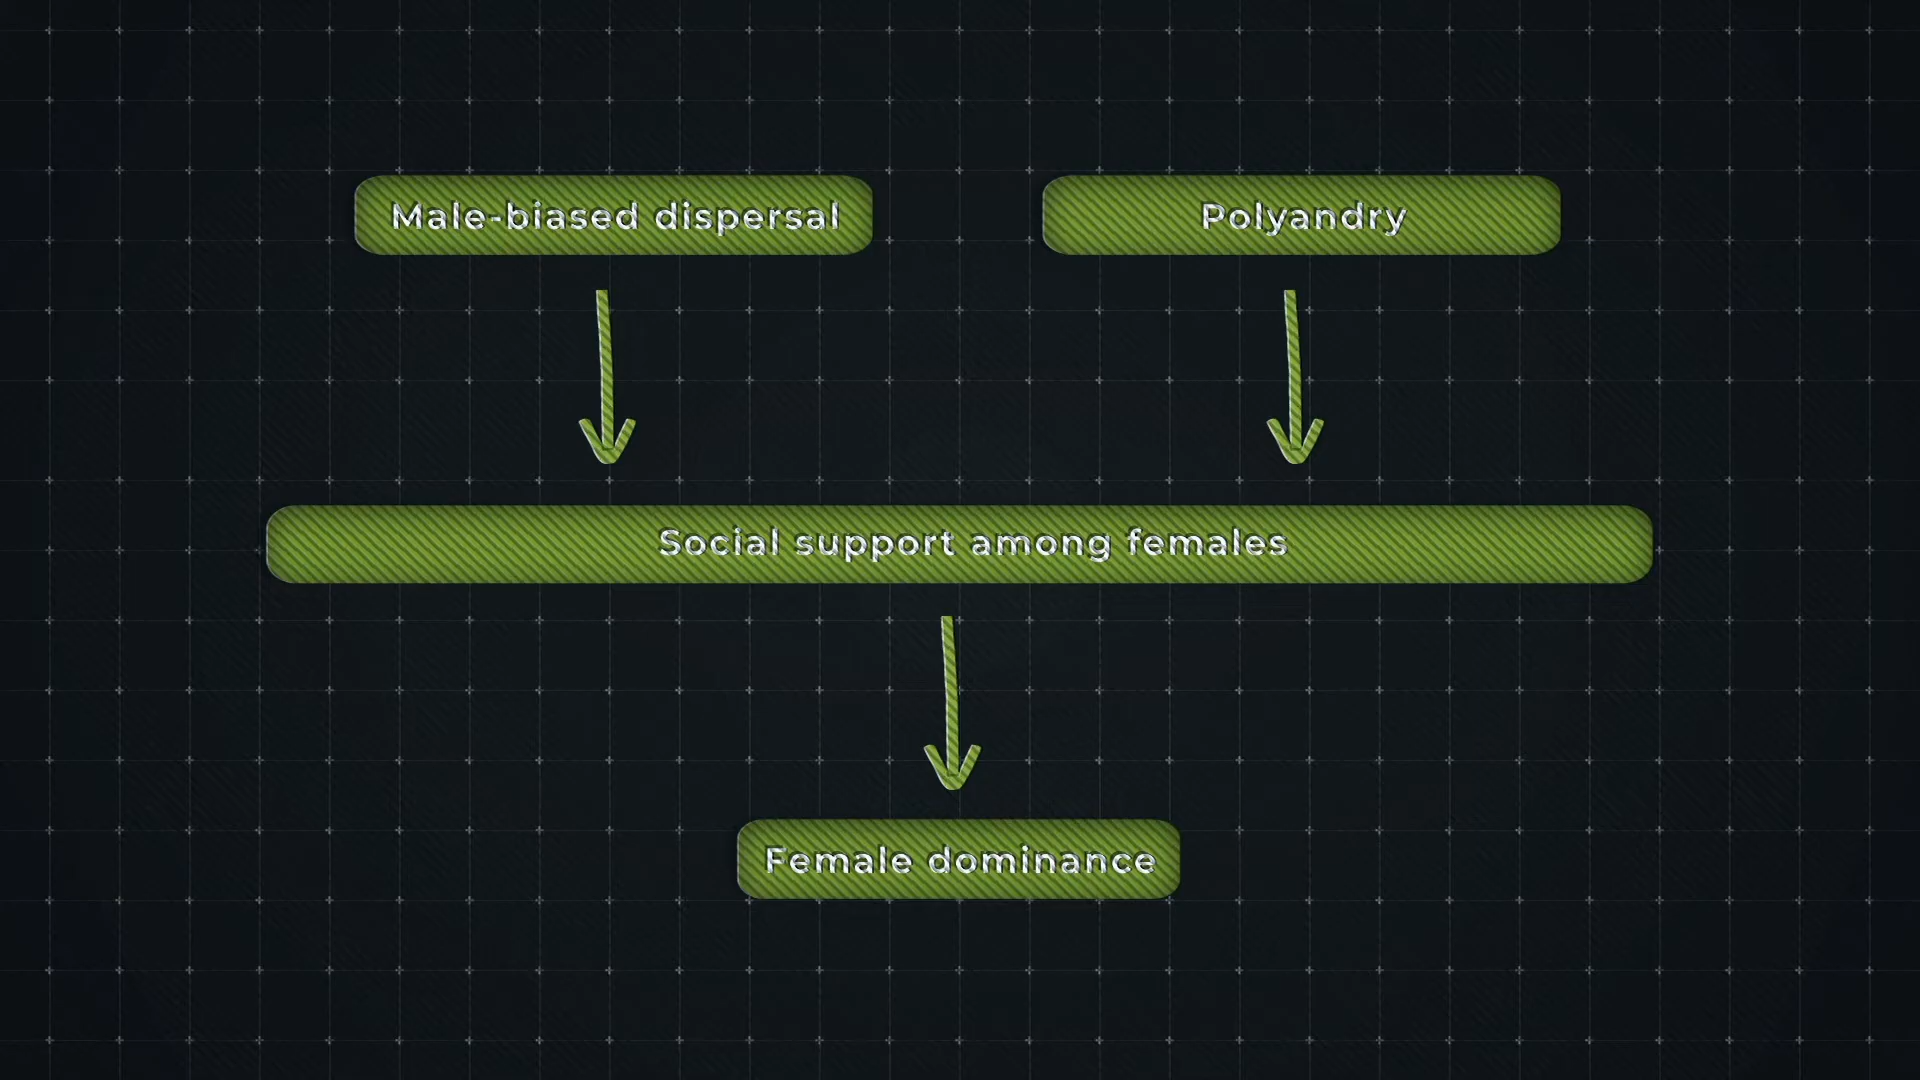 Male-biased dispersal
Polyandry
Social support among females
Female dominance